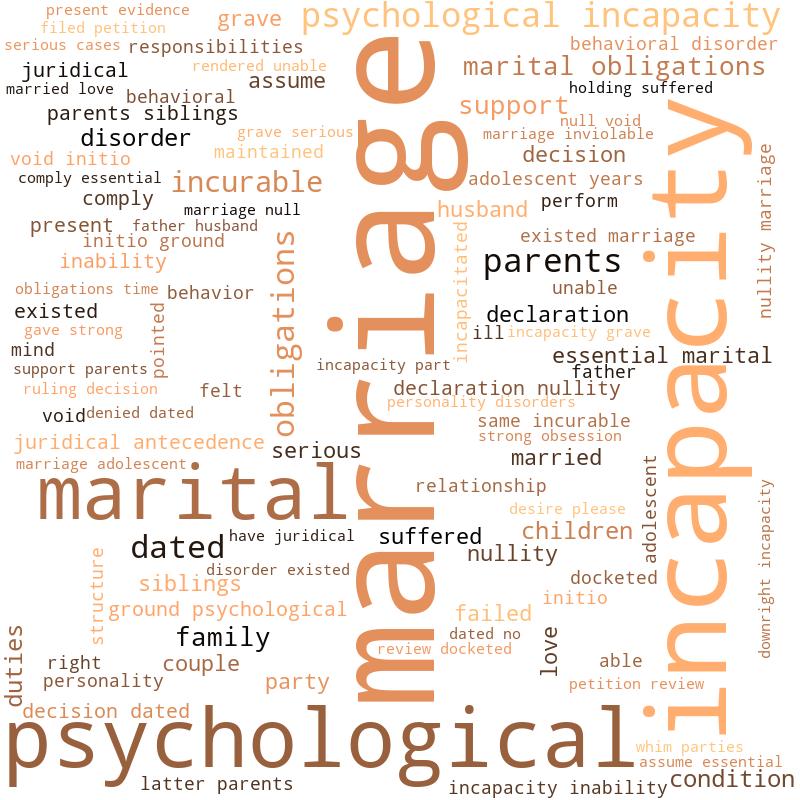 present evidence
psychological incapacity
grave
filed petition
serious cases
responsibilities
behavioral disorder
juridical
rendered unable
marital obligations
assume
married love
behavioral
holding suffered
parents siblings
support
null void
disorder
grave serious
marriage inviolable
void initio
maintained
decision
comply essential
incurable
adolescent years
comply
marriage null
husband
perform
present
father husband
initio ground
existed marriage
inability
parents
nullity marriage
marriage
incapacity
obligations
incapacitated
obligations time
behavior
unable
existed
declaration
gave strong
pointed
ill
incapacity grave
mind
essential marital
support parents
incapacity part
father
ruling decision
felt
declaration nullity
personality disorders
void
denied dated
same incurable
strong obsession
juridical antecedence
serious
married
marriage adolescent
marital
relationship
adolescent
desire please
dated
have juridical
suffered
children
nullity
disorder existed
structure
siblings
docketed
initio
downright incapacity
ground psychological
failed
family
dated no
review docketed
love
able
duties
right
couple
personality
party
petition review
decision dated
psychological
whim parties
assume essential
latter parents
incapacity inability
condition